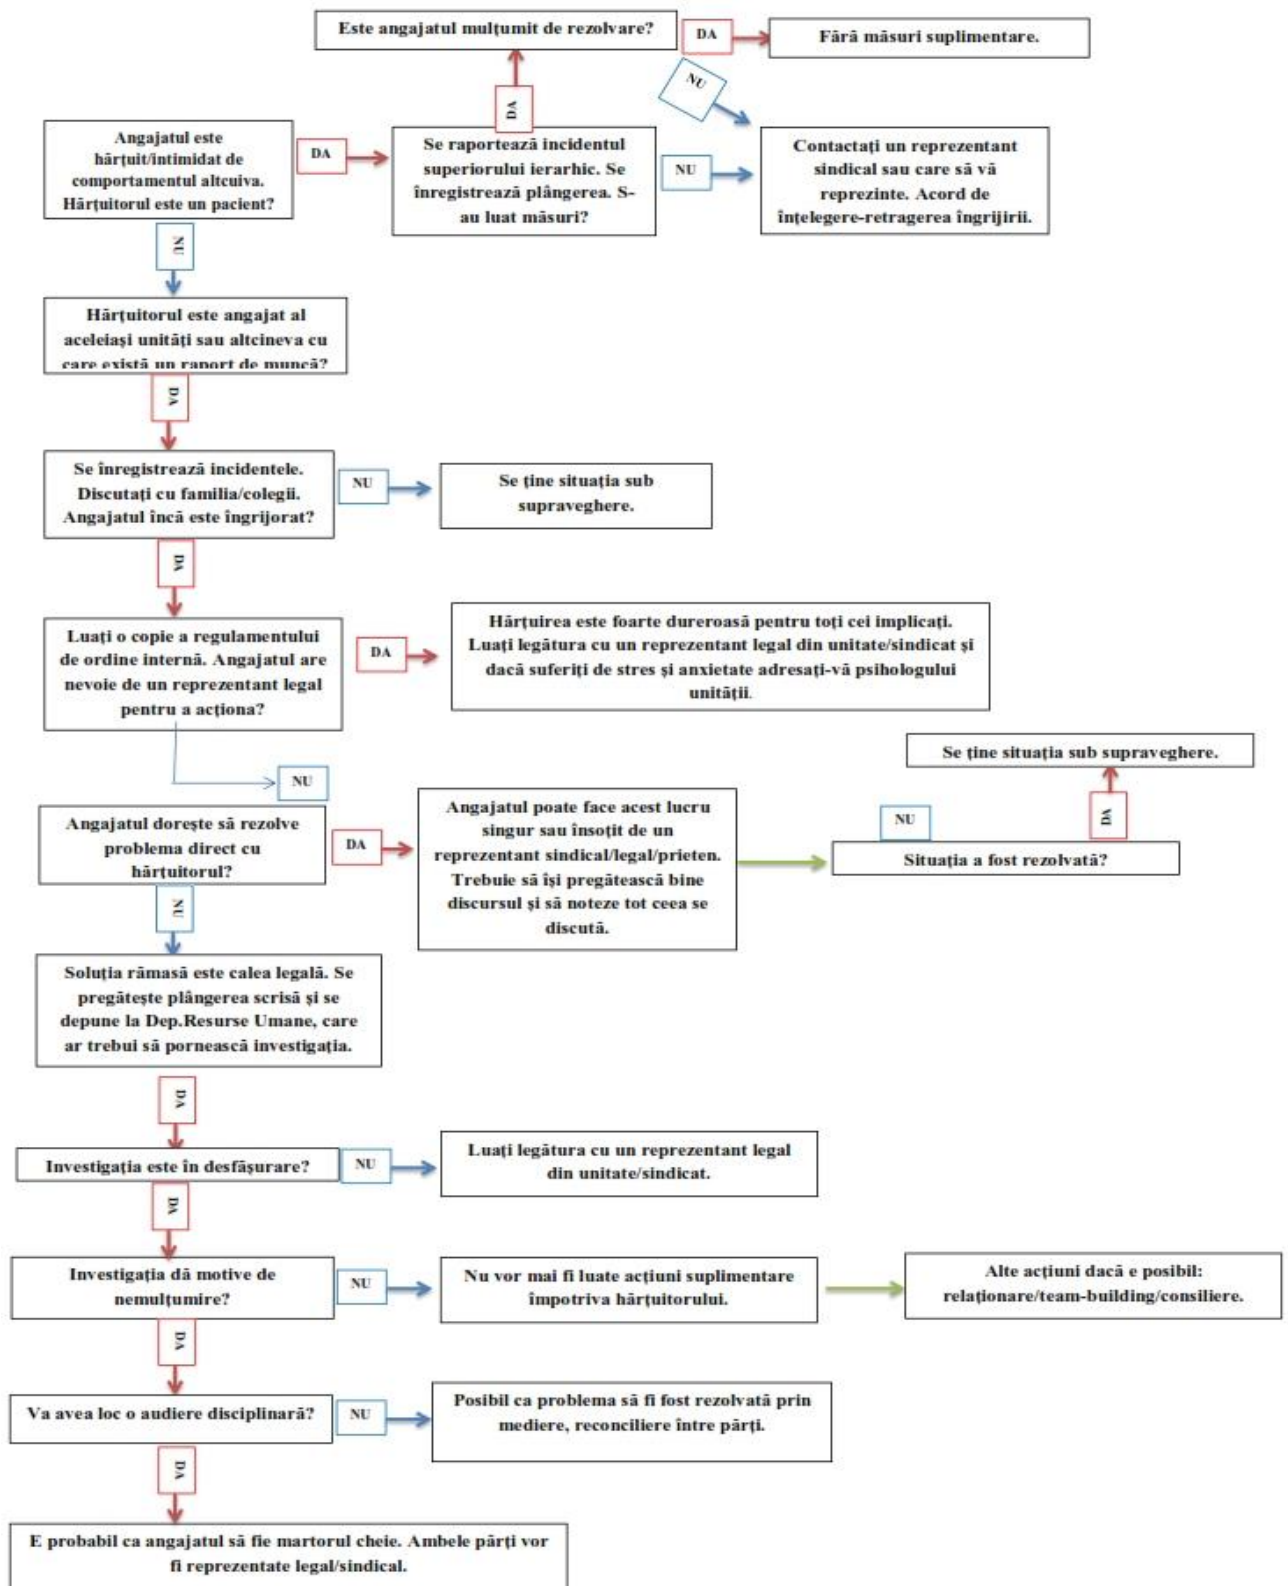 Este angajatul mulțumit de rezolvare?
DA
Fără măsuri suplimentare.
NU
DA
Angajatul este
hărțuit/intimidat de
comportamentul altcuiva.
Hărțuitorul este un pacient?
DA
Se raportează incidentul
superiorului ierarhic. Se
înregistrează plângerea. S-
au luat măsuri?
NU
Contactați un reprezentant
sindical sau care să vă
reprezinte. Acord de
înțelegere-retragerea îngrijirii.
NU
Hărțuitorul este angajat al
aceleiași unități sau altcineva cu
care există un raport de muncă?
DA
Se înregistrează incidentele.
Discutați cu familia/colegii.
Angajatul încă este îngrijorat?
NU
Se ține situația sub
supraveghere.
DA
Luați o copie a regulamentului
de ordine internă. Angajatul are
nevoie de un reprezentant legal
pentru a acționa?
DA
Hărțuirea este foarte dureroasă pentru toți cei implicați.
Luați legătura cu un reprezentant legal din unitate/sindicat și
dacă suferiți de stres și anxietate adresați-vă psihologului
unității.
NU
Se ține situația sub supraveghere.
Angajatul dorește să rezolve
problema direct cu
hărțuitorul?
DA
Angajatul poate face acest lucru
singur sau însoțit de un
reprezentant sindical/legal/prieten.
Trebuie să își pregătească bine
discursul și să noteze tot ceea se
discută.
NU
DA
Situația a fost rezolvată?
NU
Soluția rămasă este calea legală. Se
pregătește plângerea scrisă și se
depune la Dep.Resurse Umane, care
ar trebui să pornească investigația.
DA
Investigația este în desfășurare?
NU
Luați legătura cu un reprezentant legal
din unitate/sindicat.
DA
Investigația dă motive de
nemulțumire?
NU
Nu vor mai fi luate acțiuni suplimentare
împotriva hărțuitorului.
Alte acțiuni dacă e posibil:
relaționare/team-building/consiliere.
DA
Va avea loc o audiere disciplinară?
NU
Posibil ca problema să fi fost rezolvată prin
mediere, reconciliere între părți.
DA
E probabil ca angajatul să fie martorul cheie. Ambele părți vor
fi reprezentate legal/sindical.